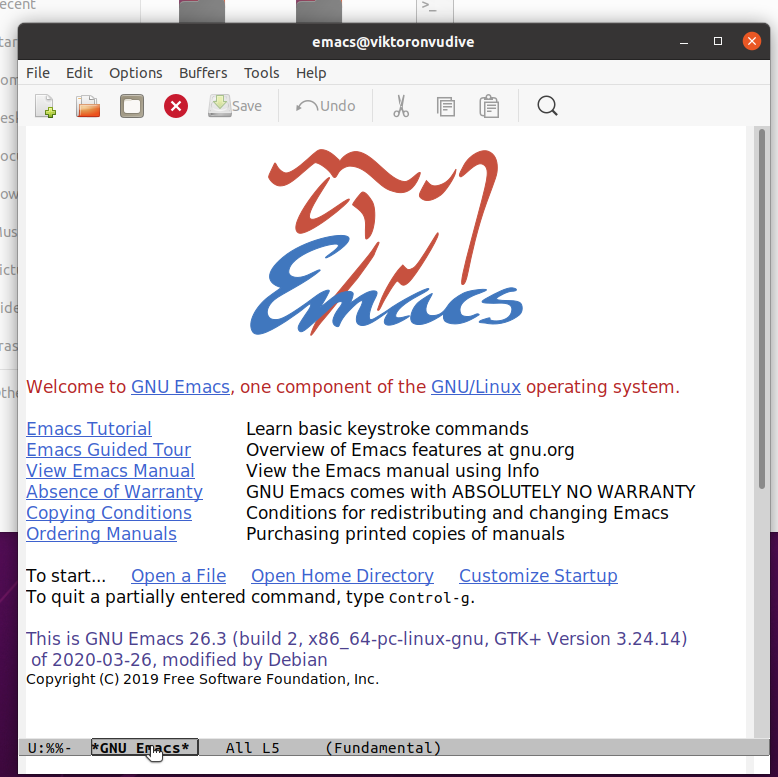 ecent
>_
emacs@viktoronvudive
File Edit Options Buffers Tools Help
Save Undo
Emacs
Welcome to GNU Emacs, one component of the GNU/Linux operating system.
Emacs Tutorial Learn basic keystroke commands
Emacs Guided Tour Overview of Emacs features at gnu.org
View Emacs Manual View the Emacs manual using Info
Absence of Warranty GNU Emacs comes with ABSOLUTELY NO WARRANTY
Copying Conditions Conditions for redistributing and changing Emacs
Ordering Manuals Purchasing printed copies of manuals
To start... Open a File Open Home Directory Customize Startup
To quit a partially entered command, type Control-g.
This is GNU Emacs 26.3 (build 2, x86_64-pc-linux-gnu, GTK+ Version 3.24.14)
of 2020-03-26, modified by Debian
Copyright (C) 2019 Free Software Foundation, Inc.
U:%%- *GNU Emacs* All L5 (Fundamental)